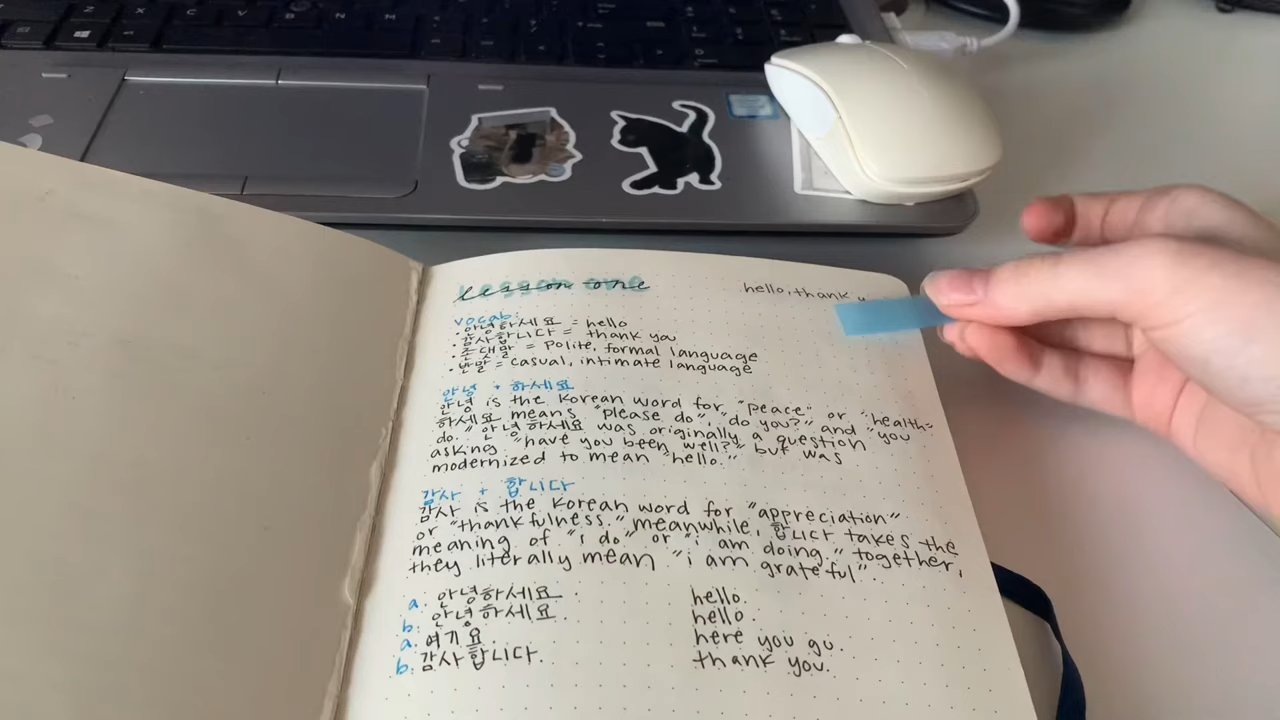 lesson one
hello, thank
vocab:
• 안녕하세요 = hello
• 감사합니다 = thank you
• 존댓말 = Polite, formal language
• 반말 = casual, intimate language
안녕 + 하세요
안녕 is the Korean word for "peace" or "health"
하세요 means "please do", "do you?" and "you
do." 안녕하세요 was originally a question
asking "have you been well?" but was
modernized to mean "hello."
감사 + 합니다
감사 is the Korean word for "appreciation"
or "thankfulness." meanwhile, 합니다 takes the
meaning of "i do" or "i am doing." together,
they literally mean "i am grateful".
a. 안녕하세요. hello.
b. 안녕하세요. hello.
a. 여기요. here you go.
b. 감사합니다. thank you.